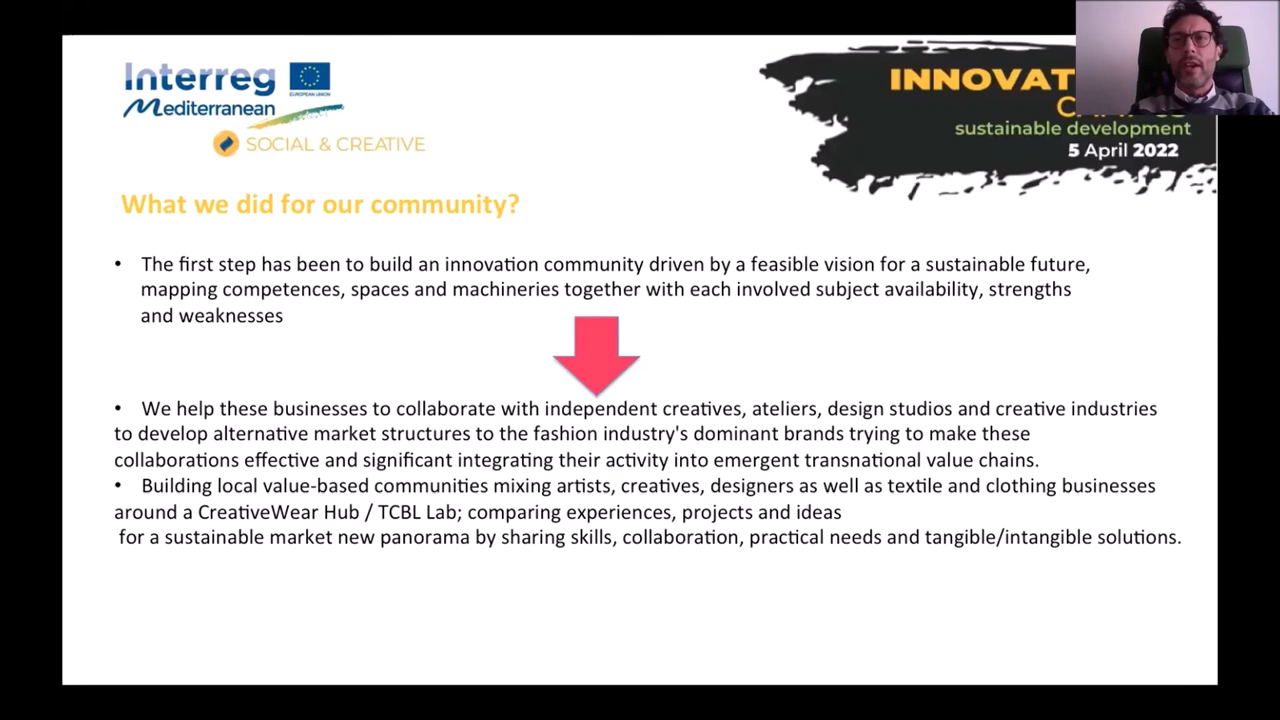 Interreg
EUROPEAN UNION
Mediterranean
SOCIAL & CREATIVE
sustainable development
5 April 2022
What we did for our community?
• The first step has been to build an innovation community driven by a feasible vision for a sustainable future,
mapping competences, spaces and machineries together with each involved subject availability, strengths
and weaknesses
• We help these businesses to collaborate with independent creatives, ateliers, design studios and creative industries
to develop alternative market structures to the fashion industry's dominant brands trying to make these
collaborations effective and significant integrating their activity into emergent transnational value chains.
• Building local value-based communities mixing artists, creatives, designers as well as textile and clothing businesses
around a CreativeWear Hub / TCBL Lab; comparing experiences, projects and ideas
for a sustainable market new panorama by sharing skills, collaboration, practical needs and tangible/intangible solutions.